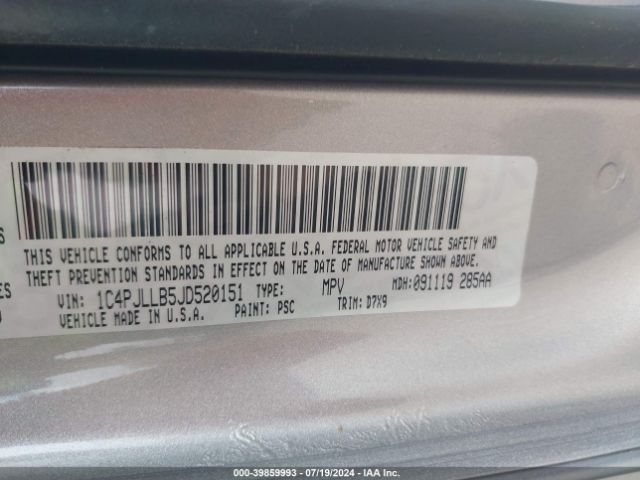 THIS VEHICLE CONFORMS TO ALL APPLICABLE U.S.A. FEDERAL MOTOR VEHICLE SAFETY AND
THEFT PREVENTION STANDARDS IN EFFECT ON THE DATE OF MANUFACTURE SHOWN ABOVE.
VIN: 1C4PJLLB5JD520151 TYPE: MPV MDH:091119 285AA
VEHICLE MADE IN U.S.A. PAINT: PSC TRIM: D7X9
000-39859993 / 07/19/2024 - IAA Inc.